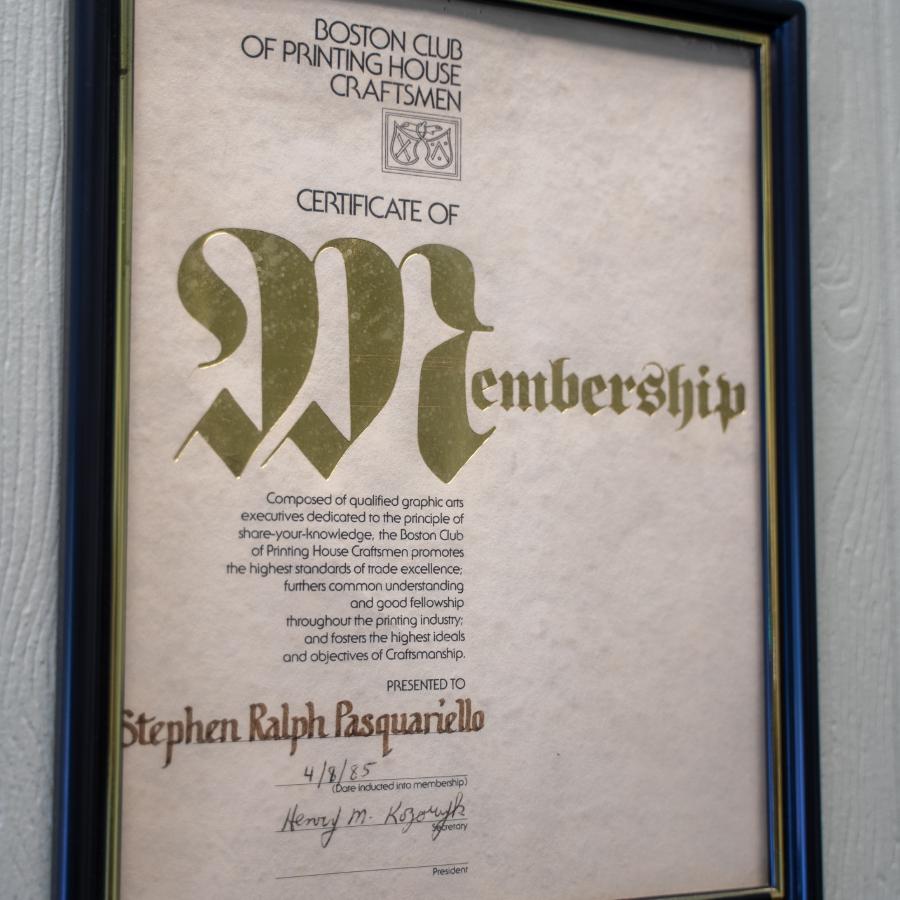 BOSTON CLUB
OF PRINTING HOUSE
CRAFTSMEN
CERTIFICATE OF
Membership
Composed of qualified graphic arts
executives dedicated to the principle of
share-your-knowledge, the Boston Club
of Printing House Craftsmen promotes
the highest standards of trade excellence;
furthers common understanding
and good fellowship
throughout the printing industry;
and fosters the highest ideals
and objectives of Craftsmanship.
PRESENTED TO
Stephen Ralph Pasquariello
4/8/85
(Date inducted into membership)
Henry M.
Secretary
President